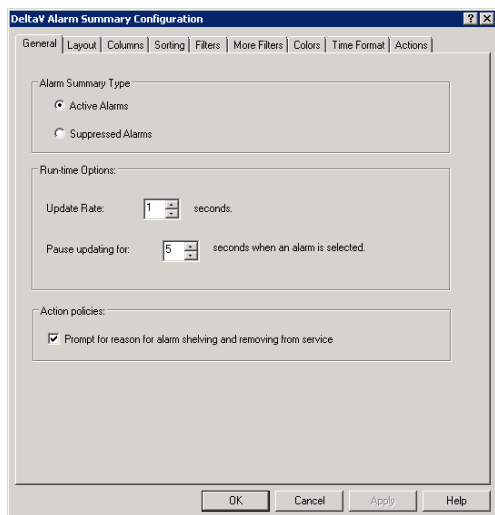 DeltaV Alarm Summary Configuration
General Layout Columns Sorting Filters More Filters Colors Time Format Actions
Alarm Summary Type
Active Alarms
Suppressed Alarms
Run-time Options:
Update Rate: 1 seconds.
Pause updating for: 5 seconds when an alarm is selected.
Action policies:
Prompt for reason for alarm shelving and removing from service
OK Cancel Apply Help